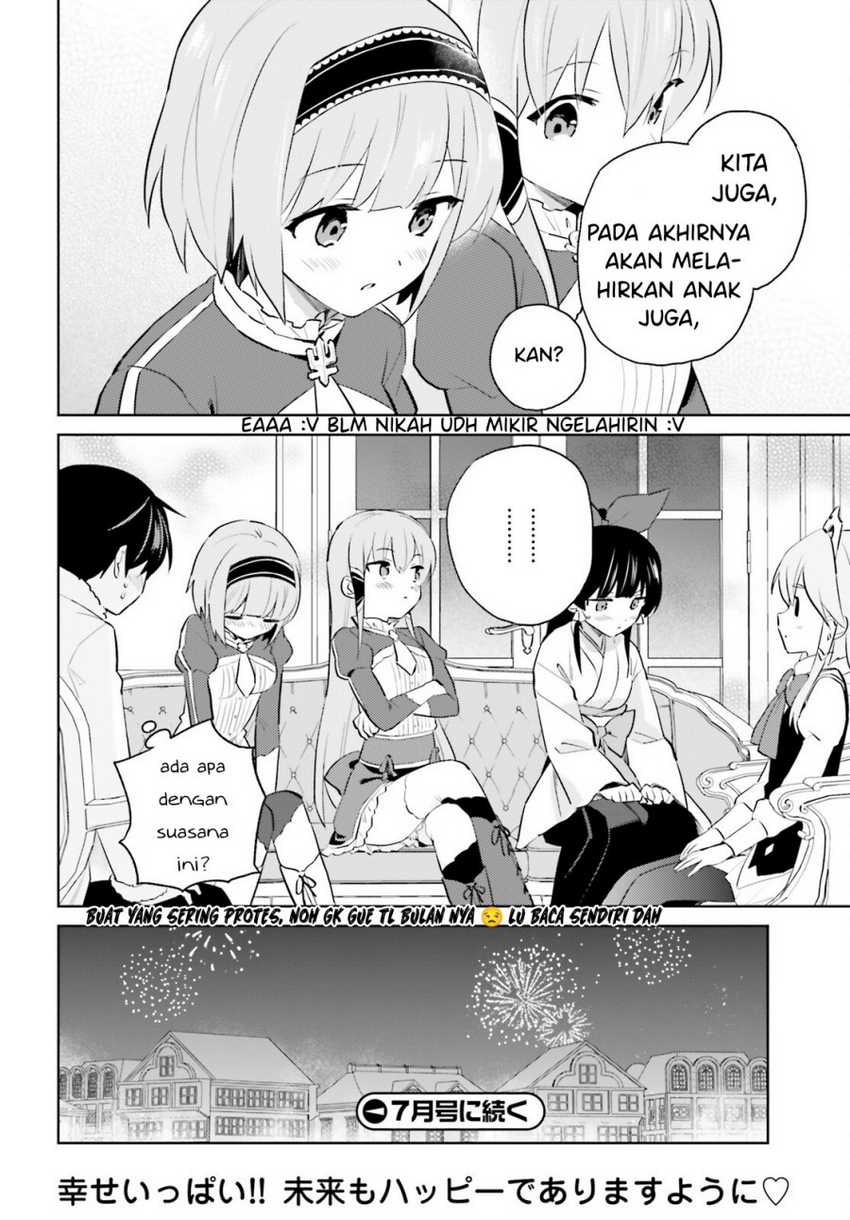 KITA
JUGA,
PADA AKHIRNYA
AKAN MELA-
HIRKAN ANAK
JUGA,
KAN?
EAAA :V BLM NIKAH UDH MIKIR NGELAHIRIN :V
⋮⋮
ada apa
dengan
suasana
ini?
BUAT YANG SERING PROTES, NOH GK GUE TL BULAN NYA 😒 LU BACA SENDIRI DAH
7月号に続く
幸せいっぱい!! 未来もハッピーでありますように♡